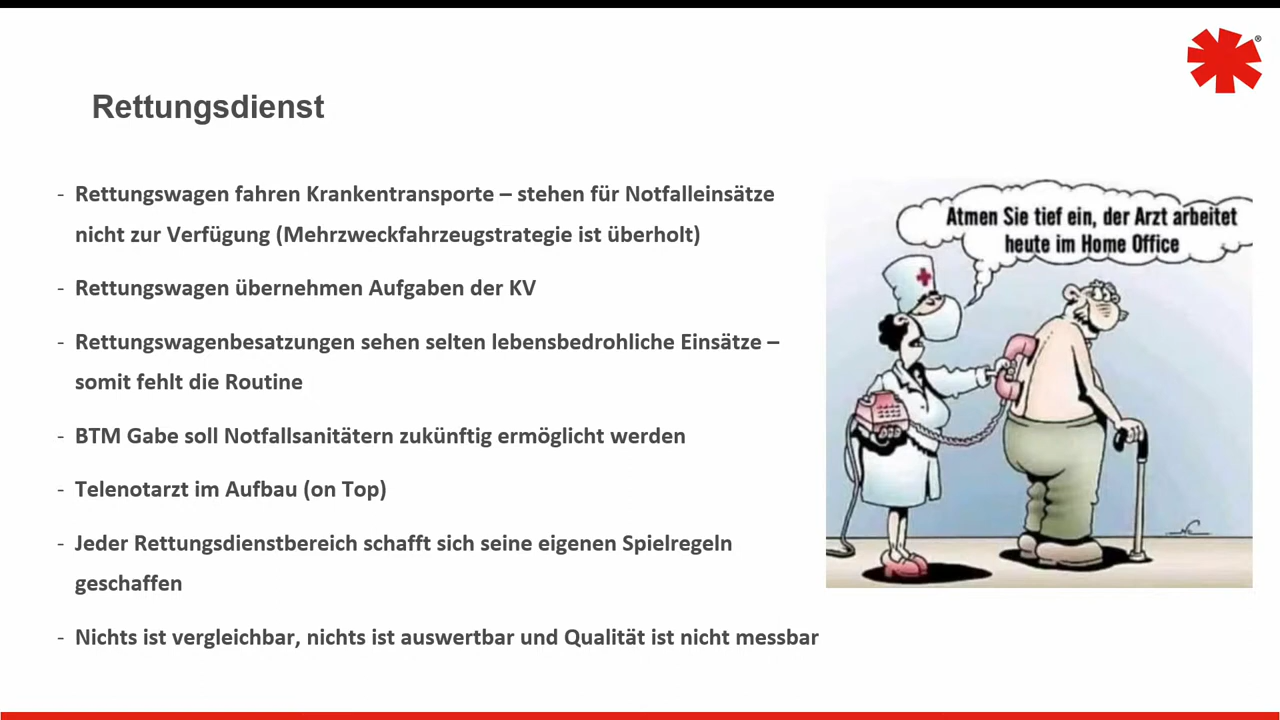 Rettungsdienst
- Rettungswagen fahren Krankentransporte – stehen für Notfalleinsätze
nicht zur Verfügung (Mehrzweckfahrzeugstrategie ist überholt)
- Rettungswagen übernehmen Aufgaben der KV
- Rettungswagenbesatzungen sehen selten lebensbedrohliche Einsätze –
somit fehlt die Routine
- BTM Gabe soll Notfallsanitätern zukünftig ermöglicht werden
- Telenotarzt im Aufbau (on Top)
- Jeder Rettungsdienstbereich schafft sich seine eigenen Spielregeln
geschaffen
- Nichts ist vergleichbar, nichts ist auswertbar und Qualität ist nicht messbar
®
Atmen Sie tief ein, der Arzt arbeitet
heute im Home Office